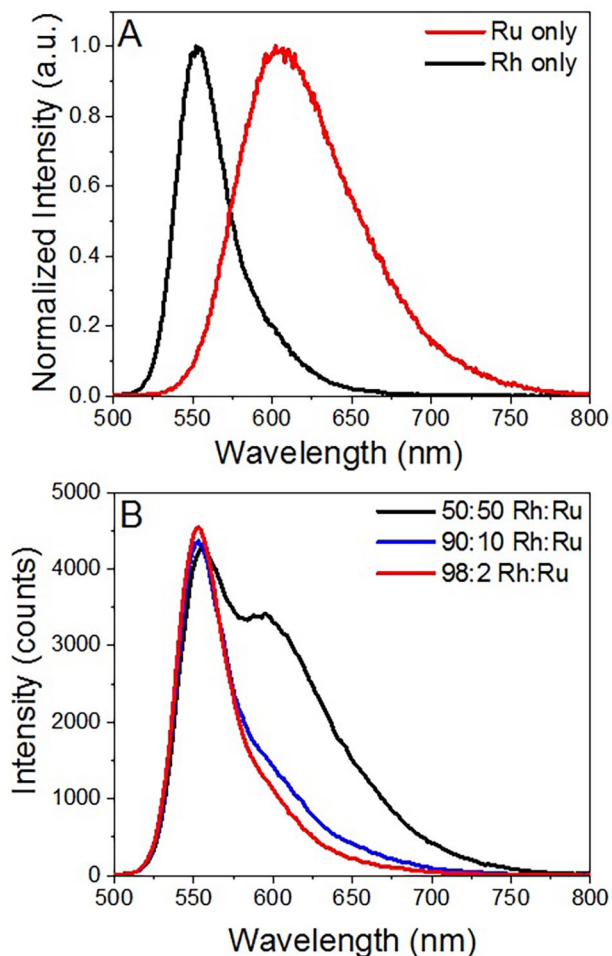 A
Ru only
Rh only
Normalized Intensity (a.u.)
1.0
0.8
0.6
0.4
0.2
0.0
500 550 600 650 700 750 800
Wavelength (nm)
B
50:50 Rh:Ru
90:10 Rh:Ru
98:2 Rh:Ru
Intensity (counts)
5000
4000
3000
2000
1000
0
500 550 600 650 700 750 800
Wavelength (nm)